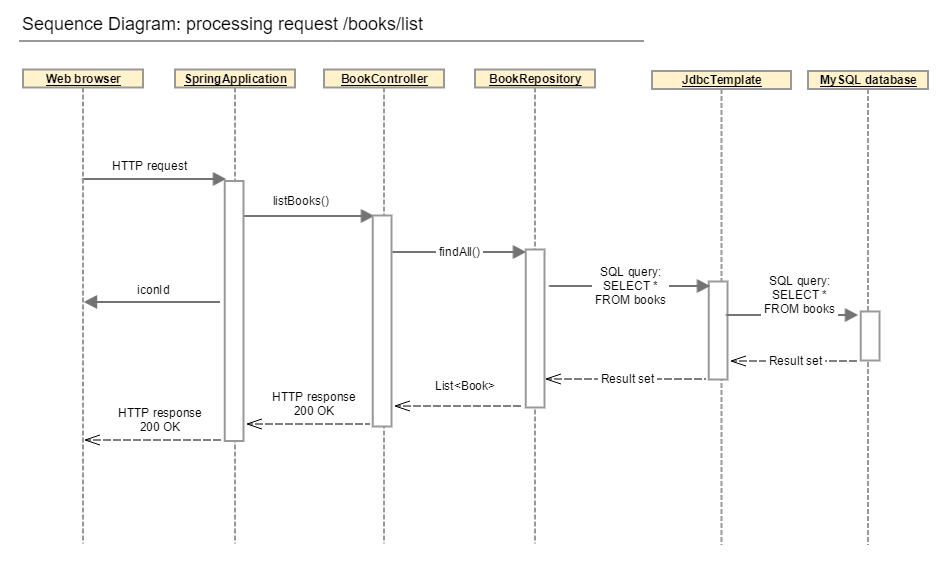 Sequence Diagram: processing request /books/list
Web browser
SpringApplication
BookController
BookRepository
JdbcTemplate
MySQL database
HTTP request
listBooks()
findAll()
SQL query:
SELECT *
FROM books
SQL query:
SELECT *
FROM books
iconId
Result set
Result set
List<Book>
HTTP response
200 OK
HTTP response
200 OK